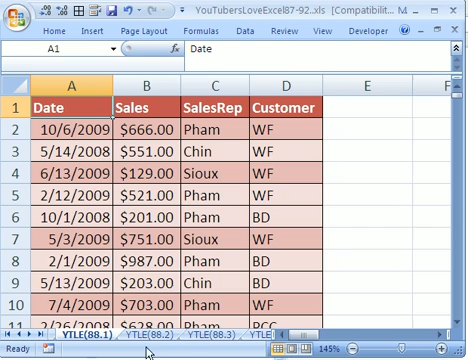 YouTubersLoveExcel87-92...xls [Compatibilit...
Home Insert Page Layout Formulas Data Review View Developer
A1 fx Date
A B C D E F
1 Date Sales SalesRep Customer
2 10/6/2009 $666.00 Pham WF
3 5/14/2008 $551.00 Chin WF
4 6/13/2009 $129.00 Sioux WF
5 2/12/2009 $521.00 Pham WF
6 10/1/2008 $201.00 Pham BD
7 5/3/2009 $751.00 Sioux WF
8 2/1/2009 $987.00 Pham BD
9 5/13/2009 $203.00 Chin BD
10 7/4/2009 $703.00 Pham WF
11 2/26/2008 $628.00 Pham PCC
YTLE(88.1) YTLE(88.2) YTLE(88.3) YTLE
Ready 145%